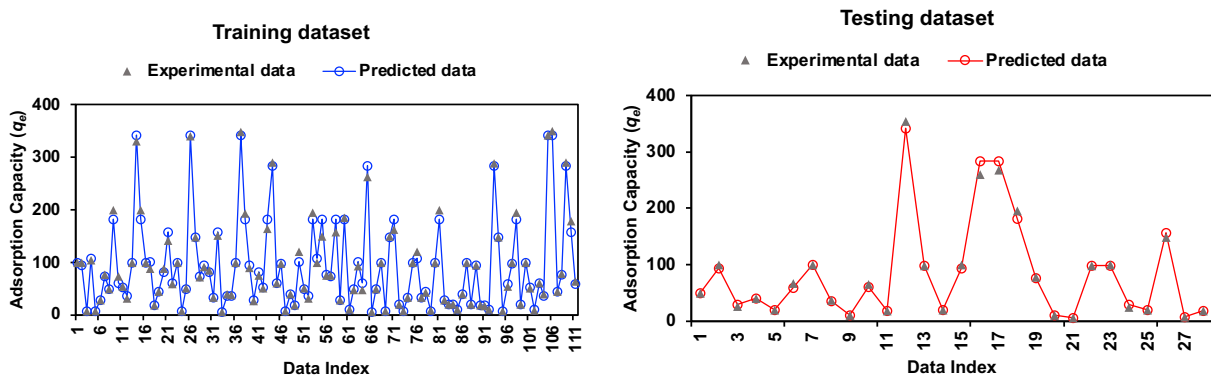 Training dataset
Experimental data
Predicted data
Adsorption Capacity (qe)
400
300
200
100
0
1 6 11 16 21 26 31 36 41 46 51 56 61 66 71 76 81 86 91 96 101 106 111
Data Index
Testing dataset
Experimental data
Predicted data
Adsorption Capacity (qe)
400
300
200
100
0
1 3 5 7 9 11 13 15 17 19 21 23 25 27
Data Index